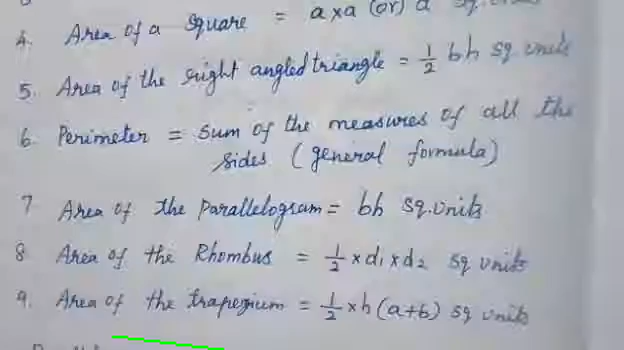 4. Area of a Square = a x a (or) a
5. Area of the right angled triangle = 1/2 bh sq units
6. Perimeter = Sum of the measures of all the
sides (general formula)
7 Area of the Parallelogram = bh sq.units
8 Area of the Rhombus = 1/2 x d1 x d2 sq units
9. Area of the trapezium = 1/2 x h (a+b) sq units